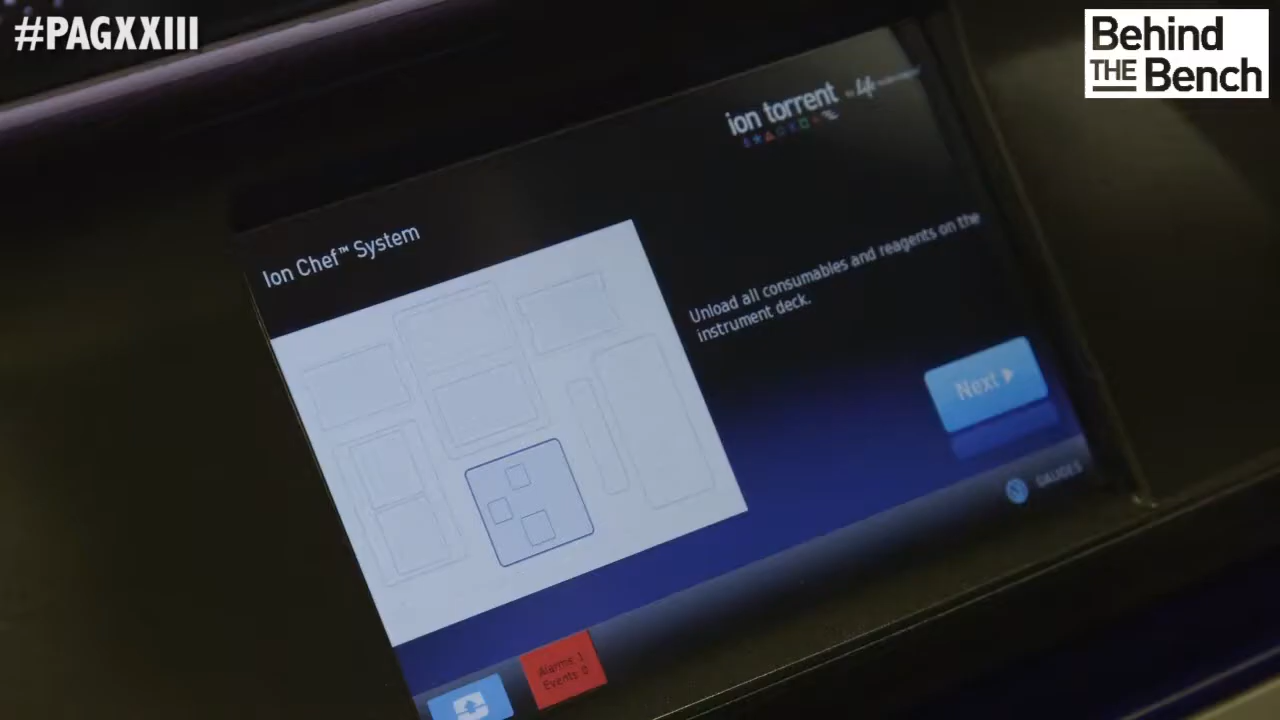 #PAGXXIII
Behind
THE Bench
ion torrent
Ion Chef™ System
Unload all consumables and reagents on the
instrument deck.
Next
GAUGES
Alarms 1
Events 0